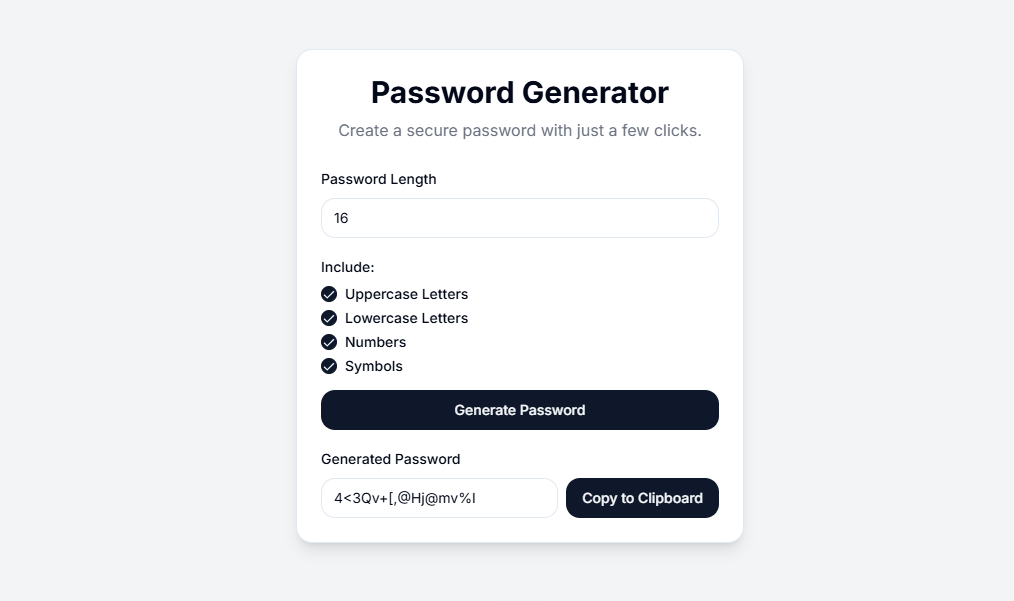 Password Generator
Create a secure password with just a few clicks.
Password Length
16
Include:
Uppercase Letters
Lowercase Letters
Numbers
Symbols
Generate Password
Generated Password
4<3Qv+[,@Hj@mv%I
Copy to Clipboard